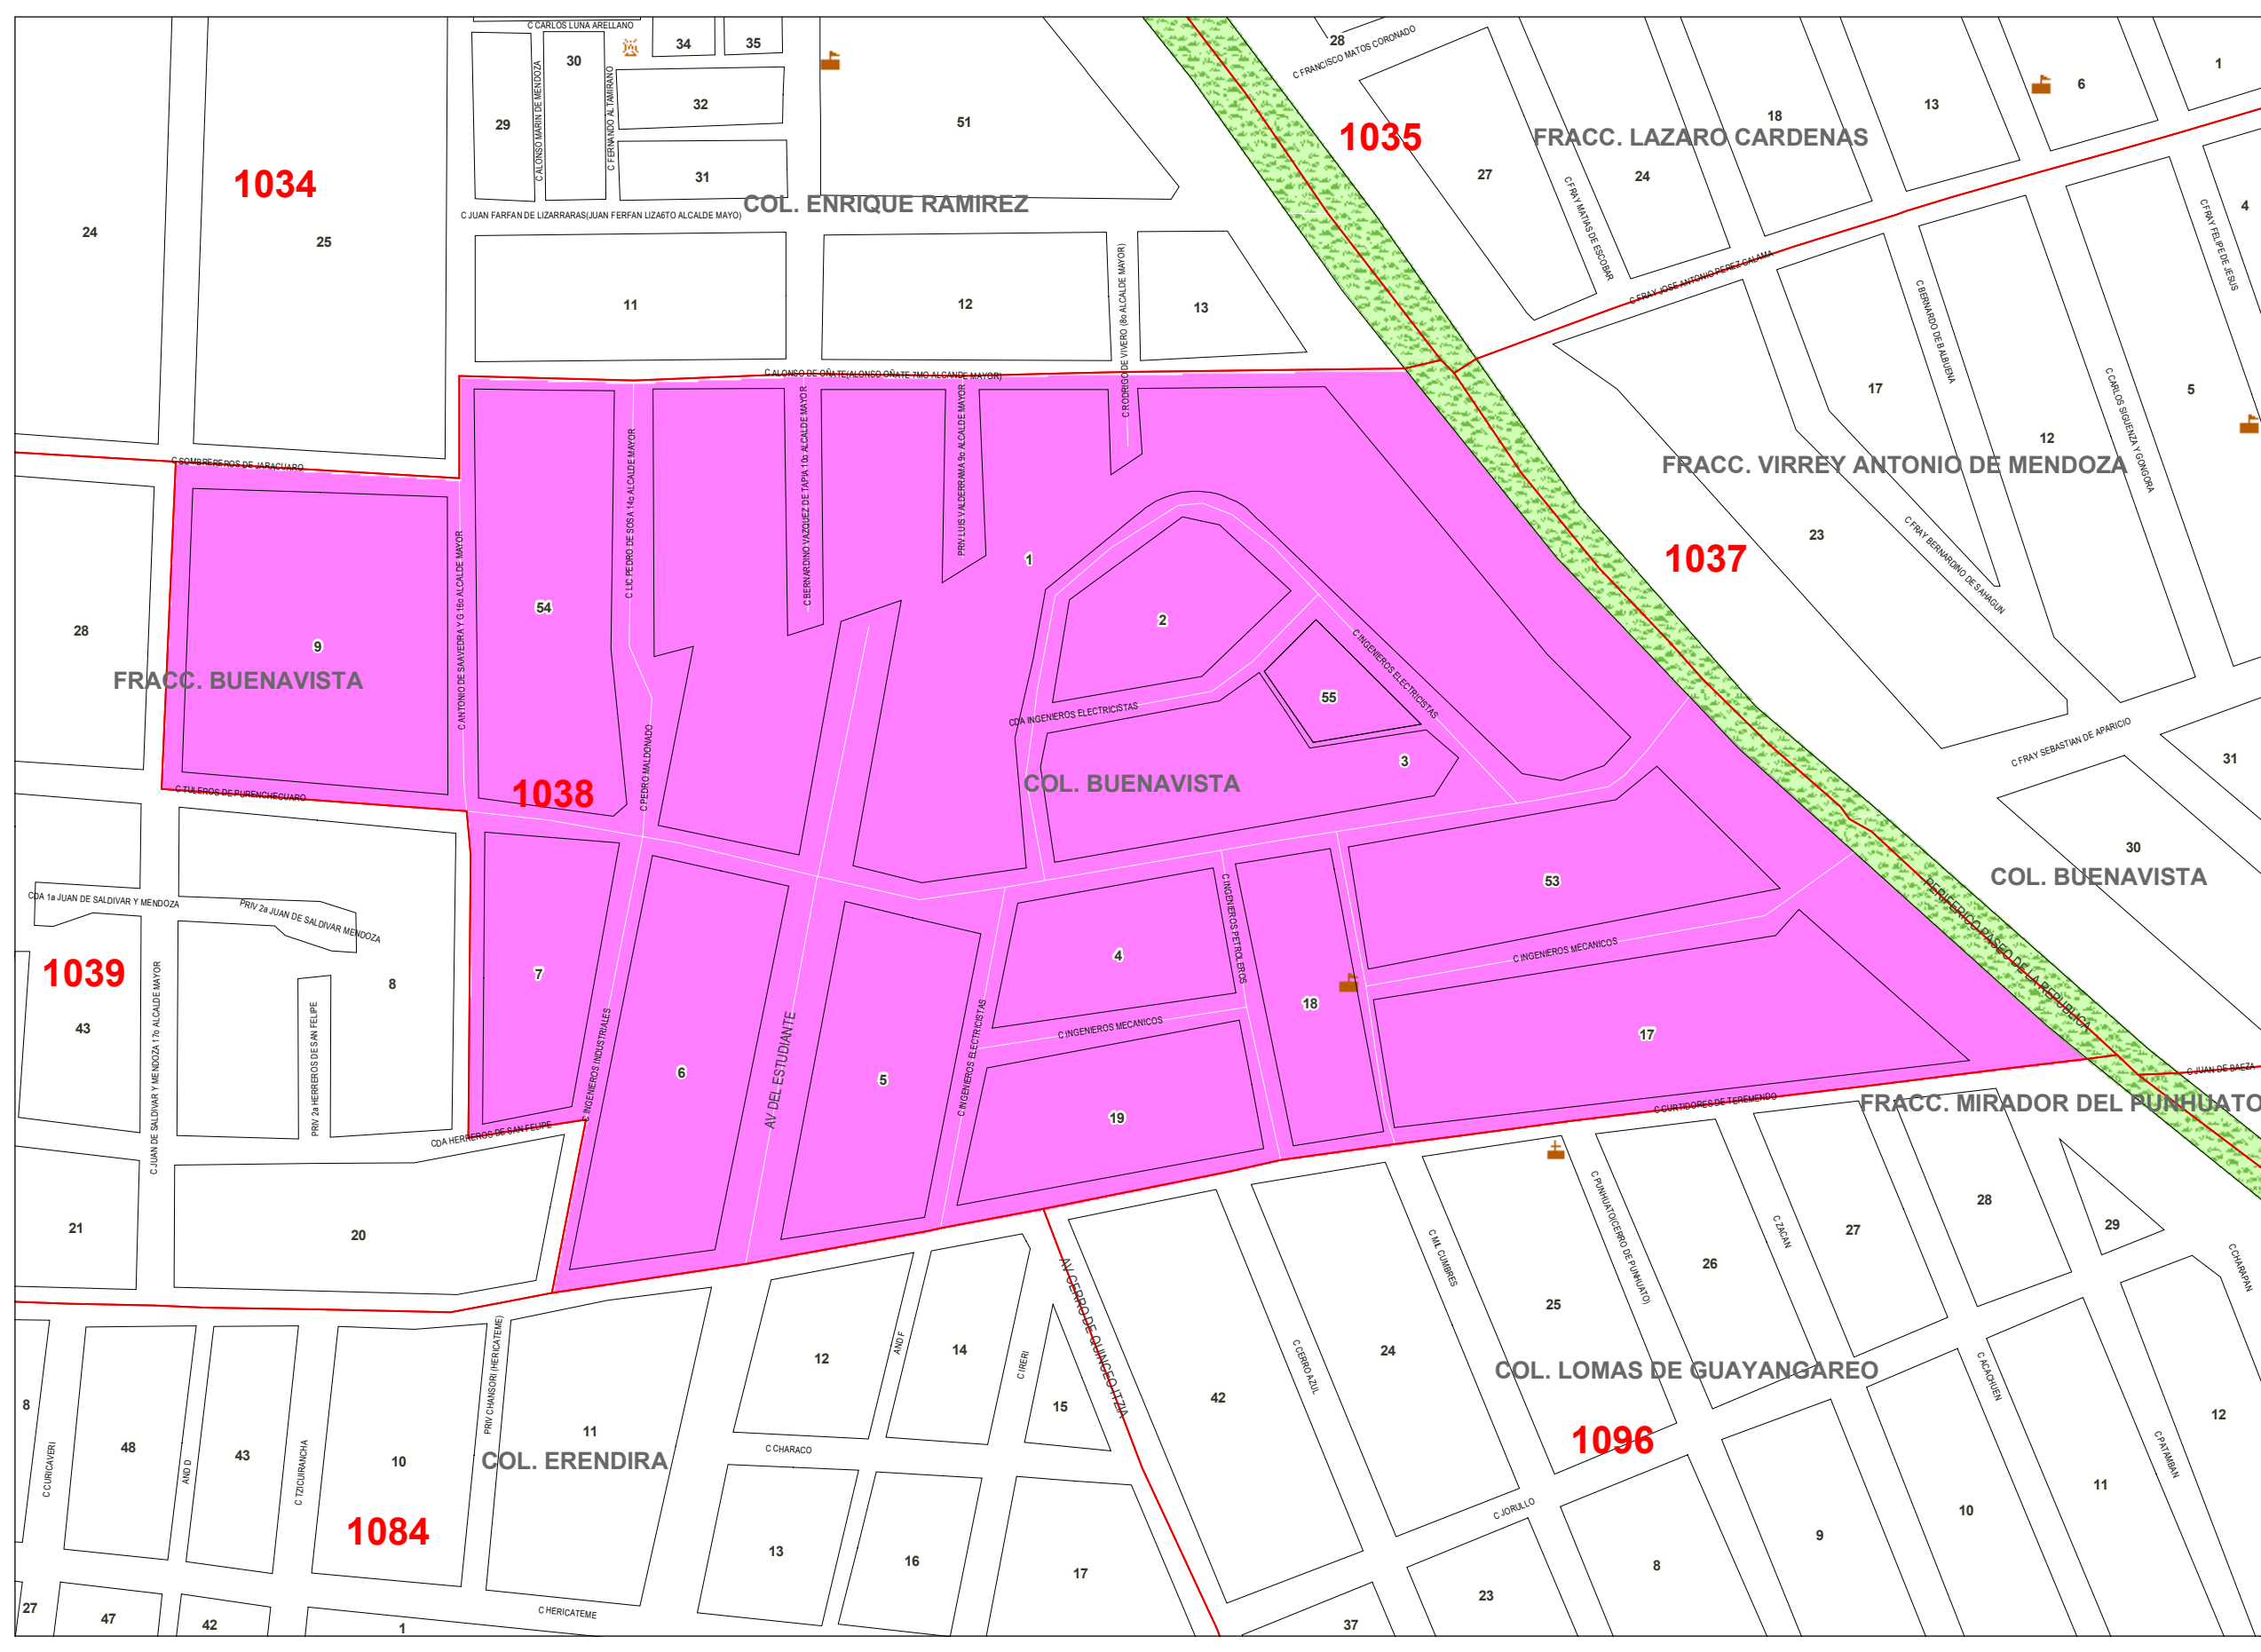 C CARLOS LUNA ARELLANO
30
34
35
28
C FRANCISCO MATOS CORONADO
6
1
C ALONSO MARIN DE MENDOZA
C FERNANDO ALTAMIRANO
32
29
51
1035
FRACC. LAZARO CARDENAS
18
13
1034
31
27
24
C FRAY MATIAS DE ESCOBAR
C FRAY FELIPE DE JESUS
4
C JUAN FARFAN DE LIZARRARAS(JUAN FERFAN LIZA6TO ALCALDE MAYO)
COL. ENRIQUE RAMIREZ
24
25
11
12
13
C RODRIGO DE VIVERO (8o ALCALDE MAYOR)
C FRAY JOSE ANTONIO PEREZ CALAMA
C BERNARDO DE BALBUENA
C ALONSO DE OÑATE(ALONSO OÑATE 7MO ALCANDE MAYOR)
17
5
12
C CARLOS SIGUENZA Y GONGORA
C SOMBREREROS DE JARACUARO
FRACC. VIRREY ANTONIO DE MENDOZA
C ANTONIO DE SAAVEDRA Y G 16o ALCALDE MAYOR
C LIC PEDRO DE SOSA 14o ALCALDE MAYOR
C BERNARDINO VAZQUEZ DE TAPIA 10o ALCALDE MAYOR
PRIV LUIS VALDERRAMA 9o ALCALDE MAYOR
1
23
1037
C FRAY BERNARDINO DE SAHAGUN
54
2
28
9
FRACC. BUENAVISTA
C INGENIEROS ELECTRICISTAS
55
CDA INGENIEROS ELECTRICISTAS
C PEDRO MALDONADO
C FRAY SEBASTIAN DE APARICIO
31
3
COL. BUENAVISTA
1038
C TULEROS DE PURENCHECUARO
30
COL. BUENAVISTA
53
CDA 1a JUAN DE SALDIVAR Y MENDOZA
PRIV 2a JUAN DE SALDIVAR MENDOZA
C INGENIEROS PETROLEROS
PERIFERICO PASEO DE LA REPUBLICA
C INGENIEROS MECANICOS
4
1039
7
8
18
C INGENIEROS MECANICOS
43
C JUAN DE SALDIVAR Y MENDOZA 17o ALCALDE MAYOR
PRIV 2a HERREROS DE SAN FELIPE
C INGENIEROS INDUSTRIALES
6
AV DEL ESTUDIANTE
5
C INGENIEROS ELECTRICISTAS
17
C JUAN DE BAEZA
19
C CURTIDORES DE TEREMENDO
FRACC. MIRADOR DEL PUNHUATO
CDA HERREROS DE SAN FELIPE
21
20
28
29
27
26
C ZACAN
C PUNHUATO(CERRO DE PUNHUATO)
C MIL CUMBRES
C CHARAPAN
25
AV CERRO DE QUINCEO ITZIA
C CERRO AZUL
24
PRIV CHANSORI (HERICATEME)
12
AND F
14
C IRERI
15
42
COL. LOMAS DE GUAYANGAREO
C ACACHUEN
8
12
1096
11
C CHARACO
48
43
10
COL. ERENDIRA
C PATAMBAN
C CURICAVERI
AND D
C TZICUIRANCHA
11
C JORULLO
10
1084
9
13
16
17
8
23
27
47
42
1
C HERICATEME
37